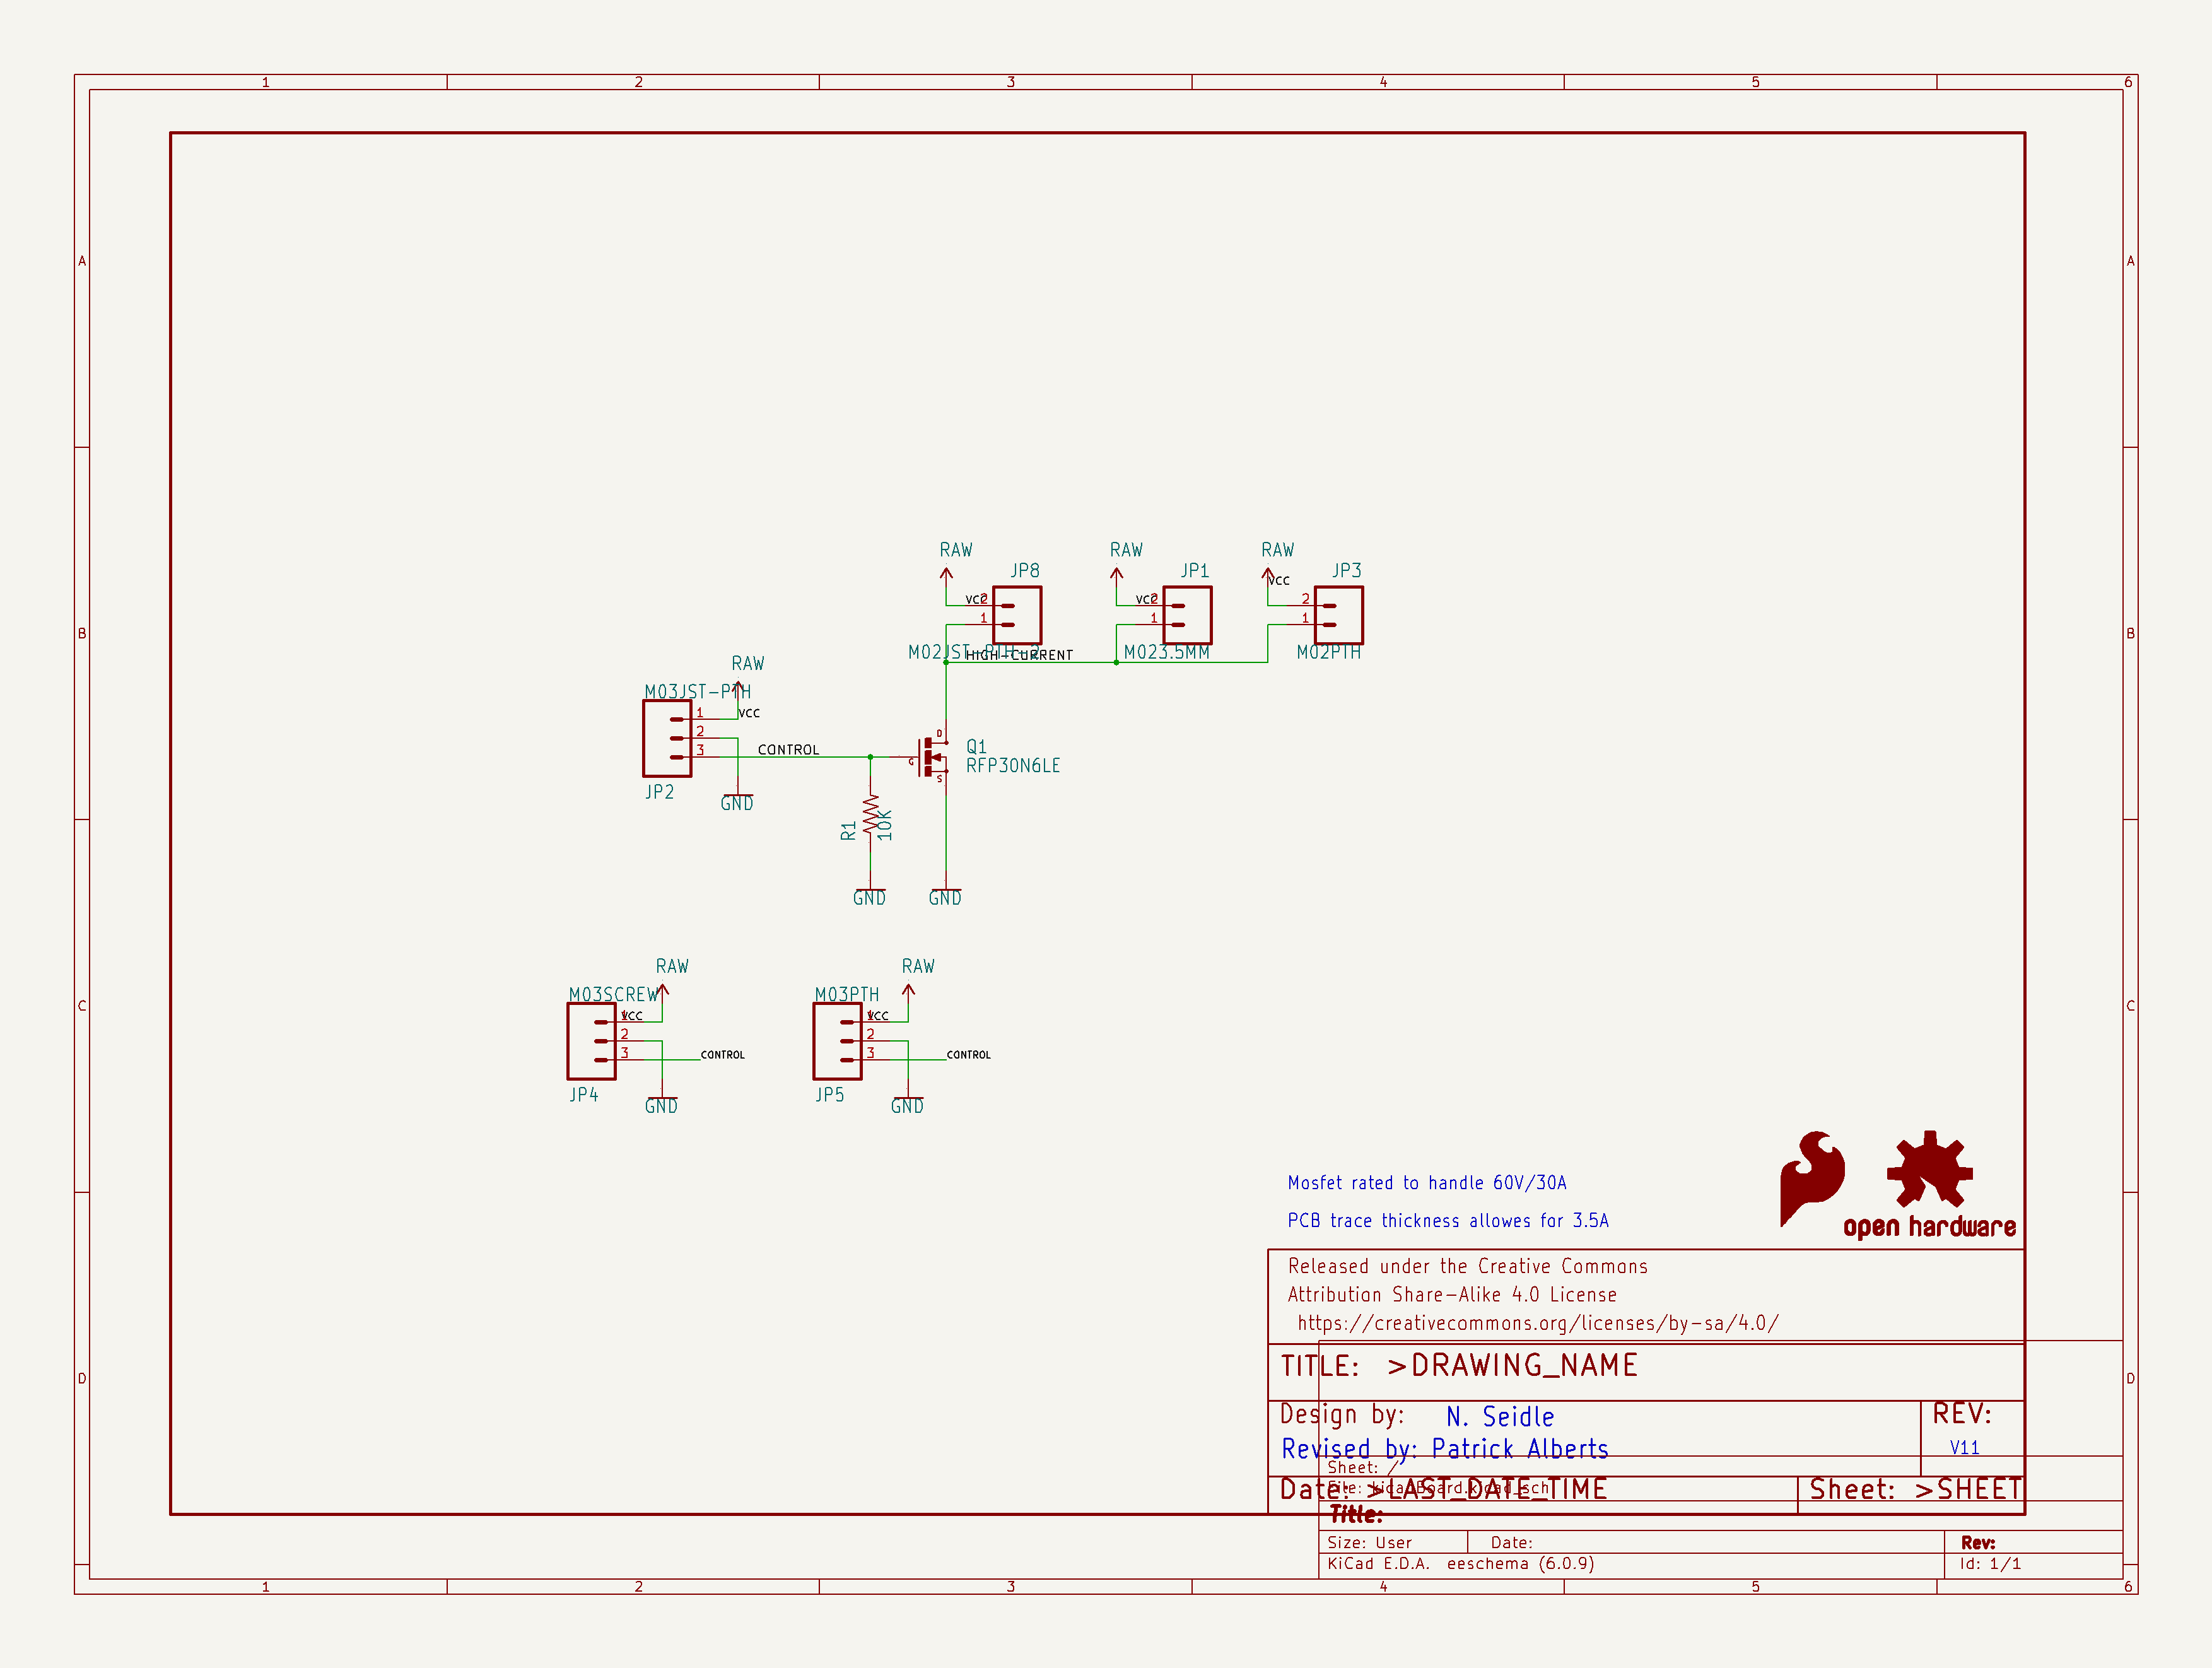 1 2 3 4 5 6
A A
RAW RAW RAW
JP8 JP1 JP3
VCC VCC VCC
2 2 2
1 1 1
B B
M02JST-PTH-2 M023.5MM M02PTH
HIGH-CURRENT
RAW
M03JST-PTH
1 VCC
2
3 CONTROL
JP2
GND
D
G
S
Q1
RFP30N6LE
R1
10K
GND GND
RAW RAW
M03SCREW M03PTH
C C
1 VCC 1 VCC
2 2
3 CONTROL 3 CONTROL
JP4 JP5
GND GND
Mosfet rated to handle 60V/30A
PCB trace thickness allowes for 3.5A
open hardware
Released under the Creative Commons
Attribution Share-Alike 4.0 License
https://creativecommons.org/licenses/by-sa/4.0/
TITLE: >DRAWING_NAME
D D
Design by: N. Seidle
REV:
Revised by: Patrick Alberts
V11
Sheet: /
File: kicadBoard.kicad_sch
Date: >LAST_DATE_TIME
Sheet: >SHEET
Title:
Size: User Date: Rev:
KiCad E.D.A. eeschema (6.0.9) Id: 1/1
1 2 3 4 5 6